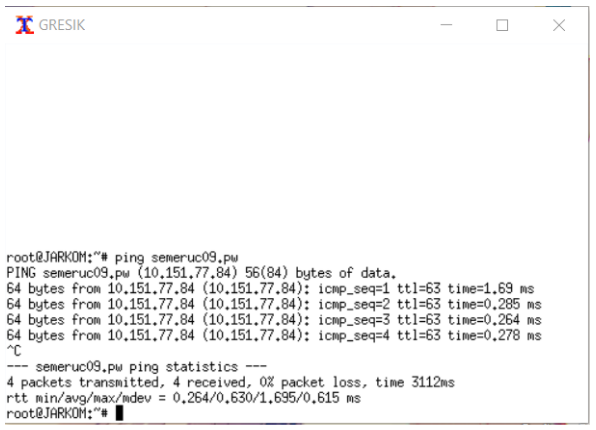 GRESIK
root@JARKOM:~# ping semeruc09.pw
PING semeruc09.pw (10.151.77.84) 56(84) bytes of data.
64 bytes from 10.151.77.84 (10.151.77.84): icmp_seq=1 ttl=63 time=1.69 ms
64 bytes from 10.151.77.84 (10.151.77.84): icmp_seq=2 ttl=63 time=0.285 ms
64 bytes from 10.151.77.84 (10.151.77.84): icmp_seq=3 ttl=63 time=0.264 ms
64 bytes from 10.151.77.84 (10.151.77.84): icmp_seq=4 ttl=63 time=0.278 ms
^C
--- semeruc09.pw ping statistics ---
4 packets transmitted, 4 received, 0% packet loss, time 3112ms
rtt min/avg/max/mdev = 0.264/0.630/1.695/0.615 ms
root@JARKOM:~#